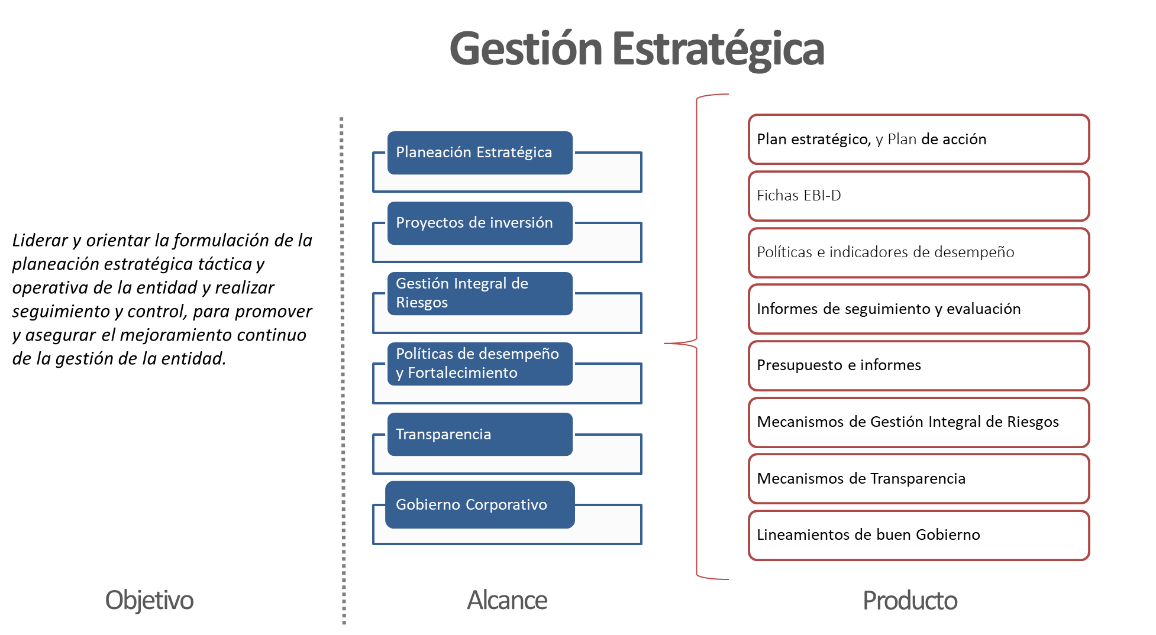 Gestión Estratégica
Liderar y orientar la formulación de la
planeación estratégica táctica y
operativa de la entidad y realizar
seguimiento y control, para promover
y asegurar el mejoramiento continuo
de la gestión de la entidad.
Objetivo
Planeación Estratégica
Proyectos de inversión
Gestión Integral de
Riesgos
Políticas de desempeño
y Fortalecimiento
Transparencia
Gobierno Corporativo
Alcance
Plan estratégico, y Plan de acción
Fichas EBI-D
Políticas e indicadores de desempeño
Informes de seguimiento y evaluación
Presupuesto e informes
Mecanismos de Gestión Integral de Riesgos
Mecanismos de Transparencia
Lineamientos de buen Gobierno
Producto